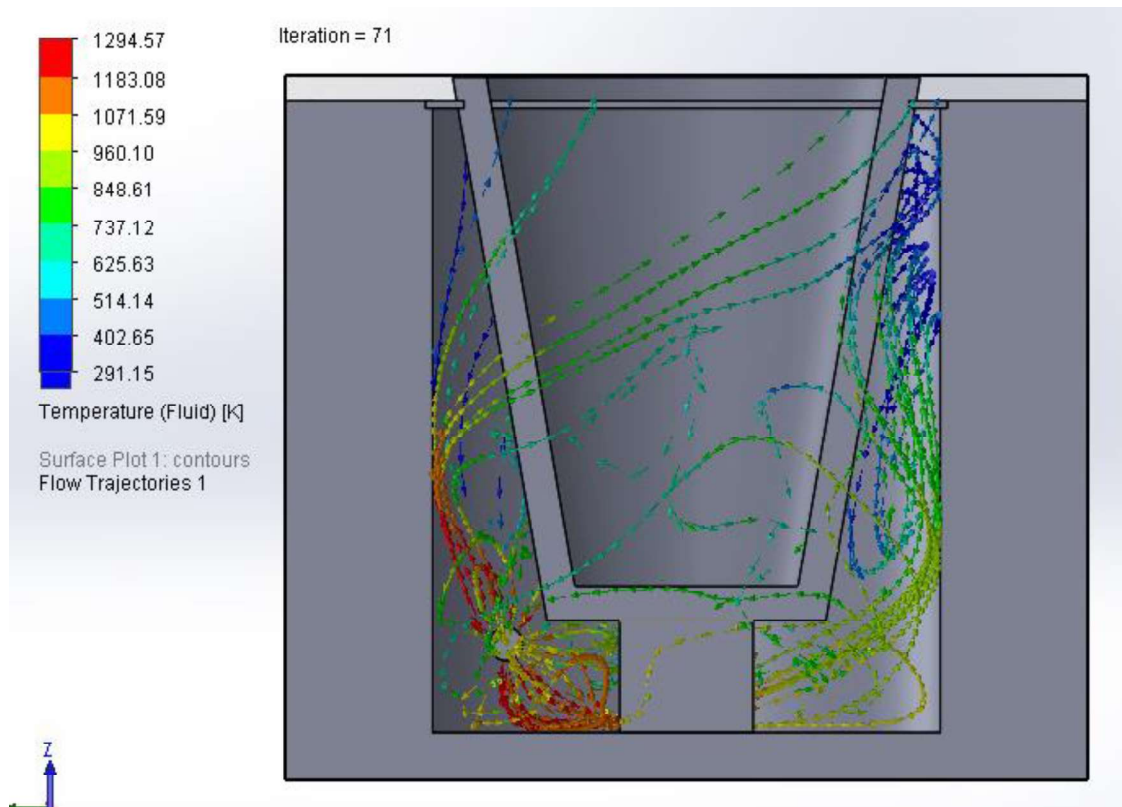 Iteration = 71
1294.57
1183.08
1071.59
960.10
848.61
737.12
625.63
514.14
402.65
291.15
Temperature (Fluid) [K]
Surface Plot 1: contours
Flow Trajectories 1
Z